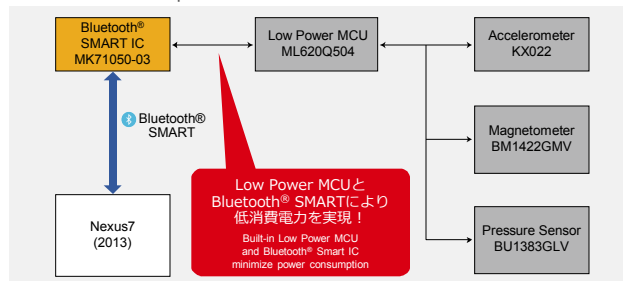 Bluetooth®
SMART IC
MK71050-03
Low Power MCU
ML620Q504
Accelerometer
KX022
Bluetooth®
SMART
Magnetometer
BM1422GMV
Low Power MCUと
Bluetooth® SMARTにより
低消費電力を実現！
Built-in Low Power MCU
and Bluetooth® Smart IC
minimize power consumption
Nexus7
(2013)
Pressure Sensor
BU1383GLV